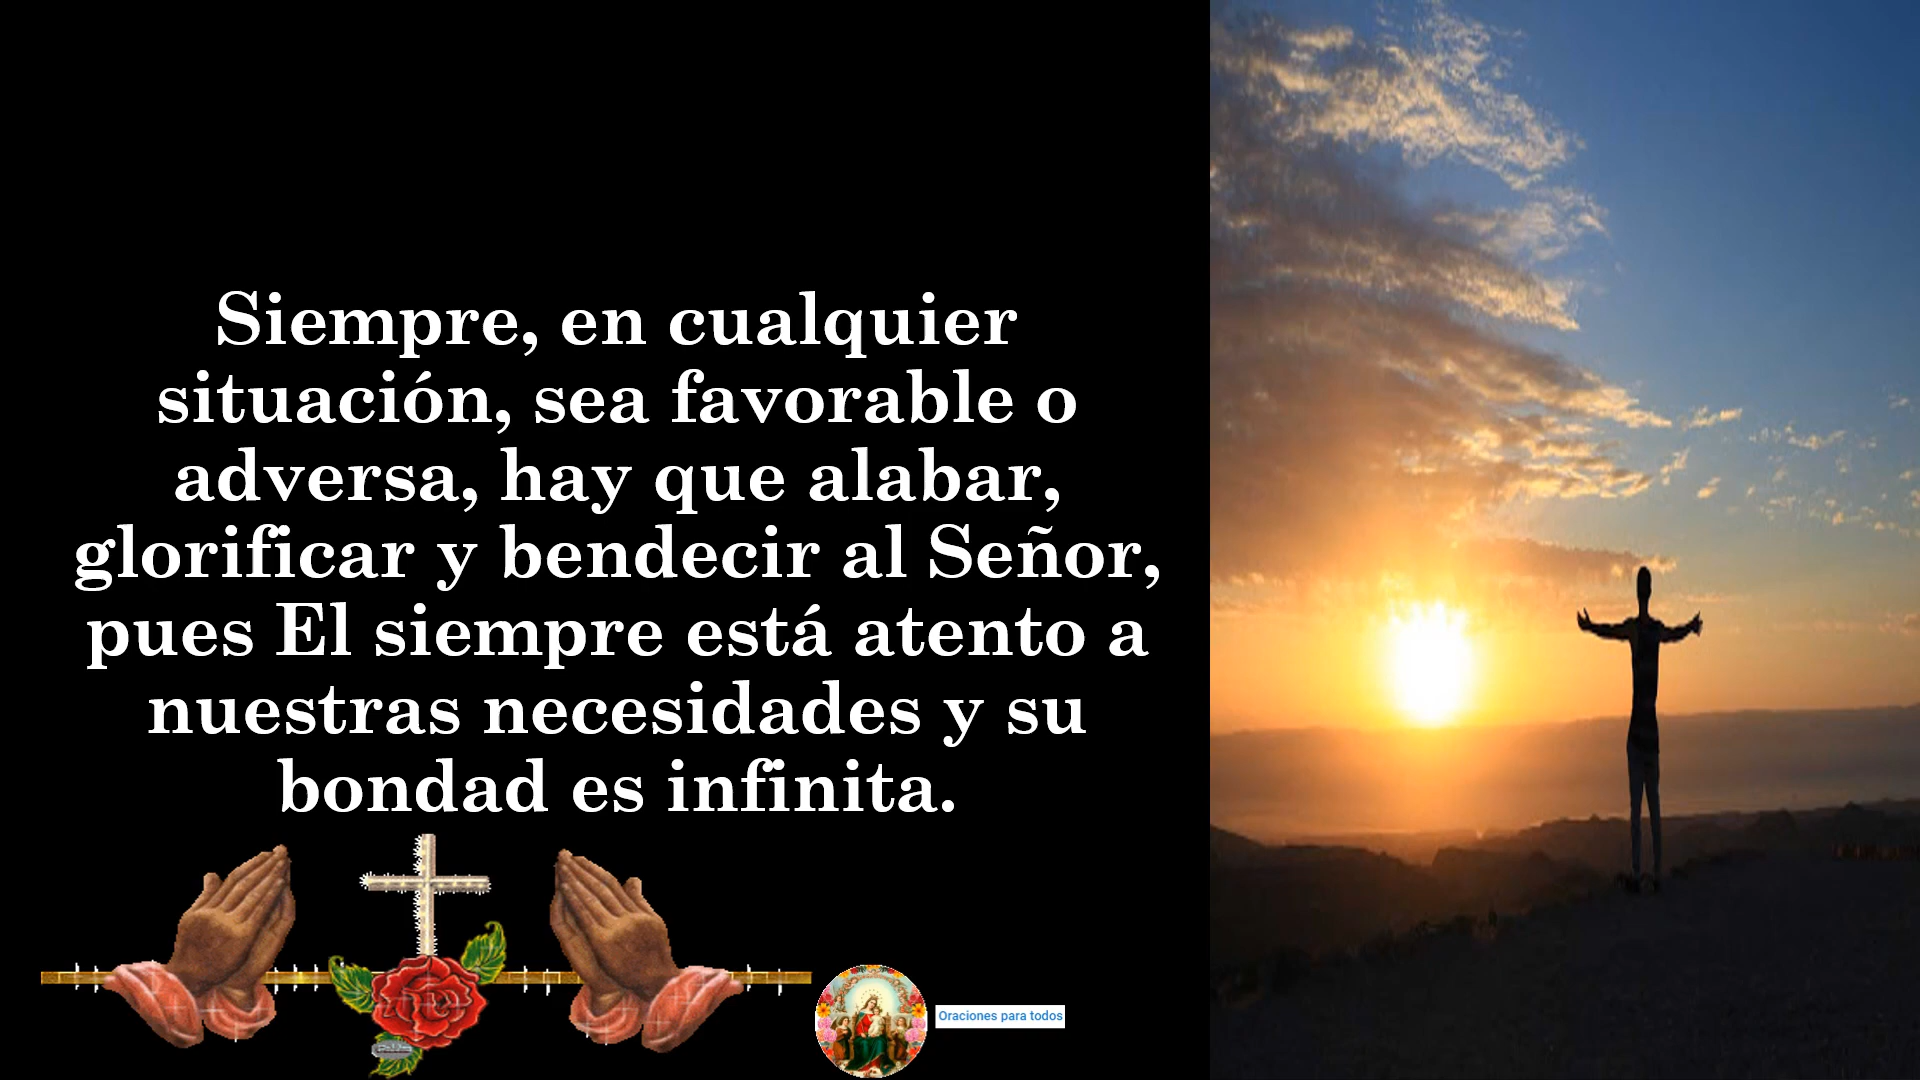 Siempre, en cualquier
situación, sea favorable o
adversa, hay que alabar,
glorificar y bendecir al Señor,
pues El siempre está atento a
nuestras necesidades y su
bondad es infinita.
Oraciones para todos